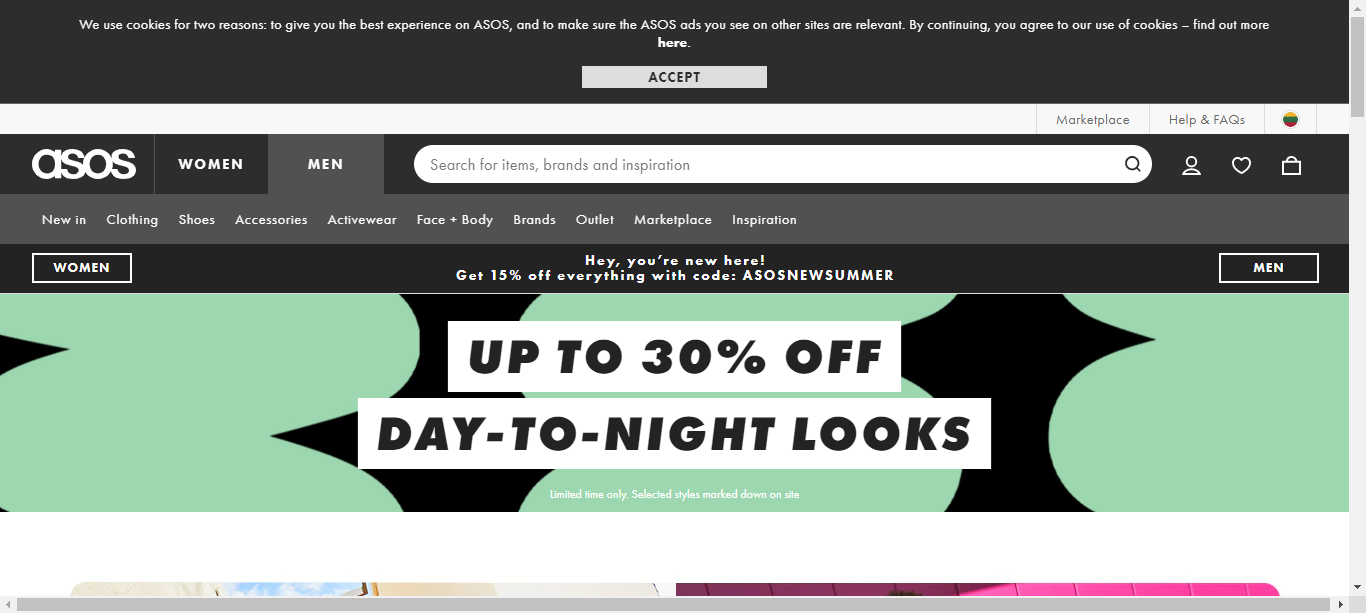 We use cookies for two reasons: to give you the best experience on ASOS, and to make sure the ASOS ads you see on other sites are relevant. By continuing, you agree to our use of cookies – find out more
here.
ACCEPT
Marketplace
Help & FAQs
asos
WOMEN
MEN
Search for items, brands and inspiration
New in
Clothing
Shoes
Accessories
Activewear
Face + Body
Brands
Outlet
Marketplace
Inspiration
WOMEN
Hey, you're new here!
Get 15% off everything with code: ASOSNEWSUMMER
MEN
UP TO 30% OFF
DAY-TO-NIGHT LOOKS
Limited time only. Selected styles marked down on site